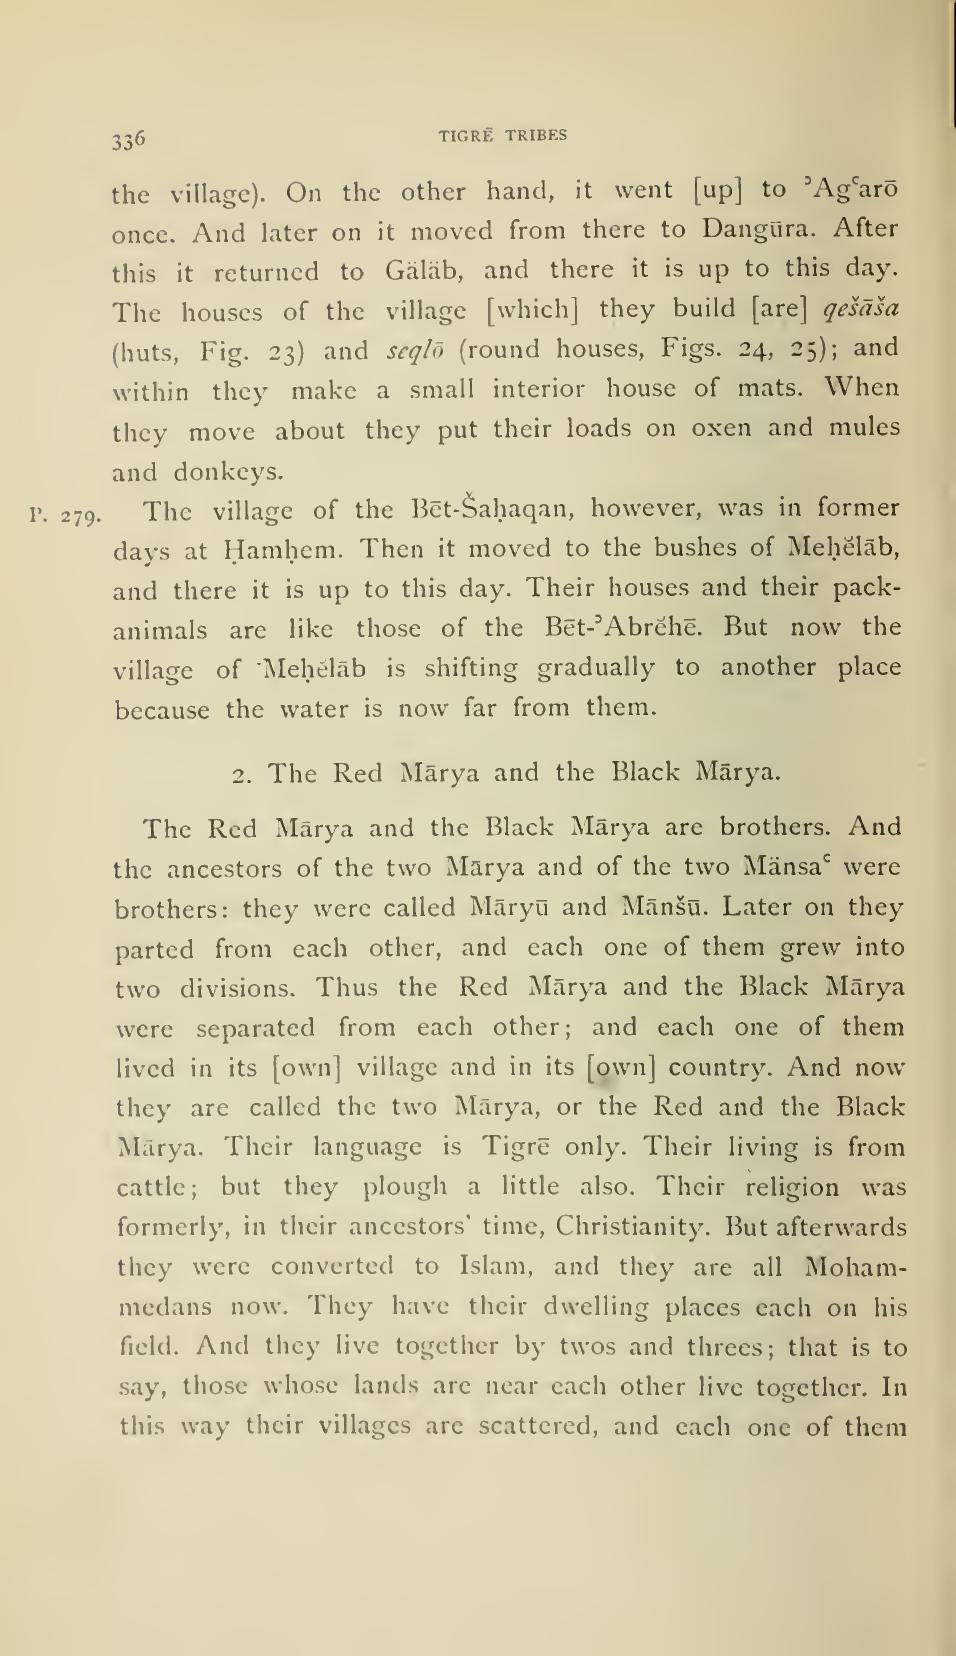 336 TIGRĒ TRIBES
the village). On the other hand, it went [up] to ʾAgʿarō
once. And later on it moved from there to Dangūra. After
this it returned to Gäläb, and there it is up to this day.
The houses of the village [which] they build [are] qešāša
(huts, Fig. 23) and seqlō (round houses, Figs. 24, 25); and
within they make a small interior house of mats. When
they move about they put their loads on oxen and mules
and donkeys.
P. 279. The village of the Bēt-Šaḥaqan, however, was in former
days at Ḥamḥem. Then it moved to the bushes of Meḥĕlāb,
and there it is up to this day. Their houses and their pack-
animals are like those of the Bēt-ʾAbrĕhē. But now the
village of Meḥĕlāb is shifting gradually to another place
because the water is now far from them.
2. The Red Mārya and the Black Mārya.
The Red Mārya and the Black Mārya are brothers. And
the ancestors of the two Mārya and of the two Mänsaʿ were
brothers: they were called Māryū and Mānšū. Later on they
parted from each other, and each one of them grew into
two divisions. Thus the Red Mārya and the Black Mārya
were separated from each other; and each one of them
lived in its [own] village and in its [own] country. And now
they are called the two Mārya, or the Red and the Black
Mārya. Their language is Tigrē only. Their living is from
cattle; but they plough a little also. Their religion was
formerly, in their ancestors' time, Christianity. But afterwards
they were converted to Islam, and they are all Moham-
medans now. They have their dwelling places each on his
field. And they live together by twos and threes; that is to
say, those whose lands are near each other live together. In
this way their villages are scattered, and each one of them